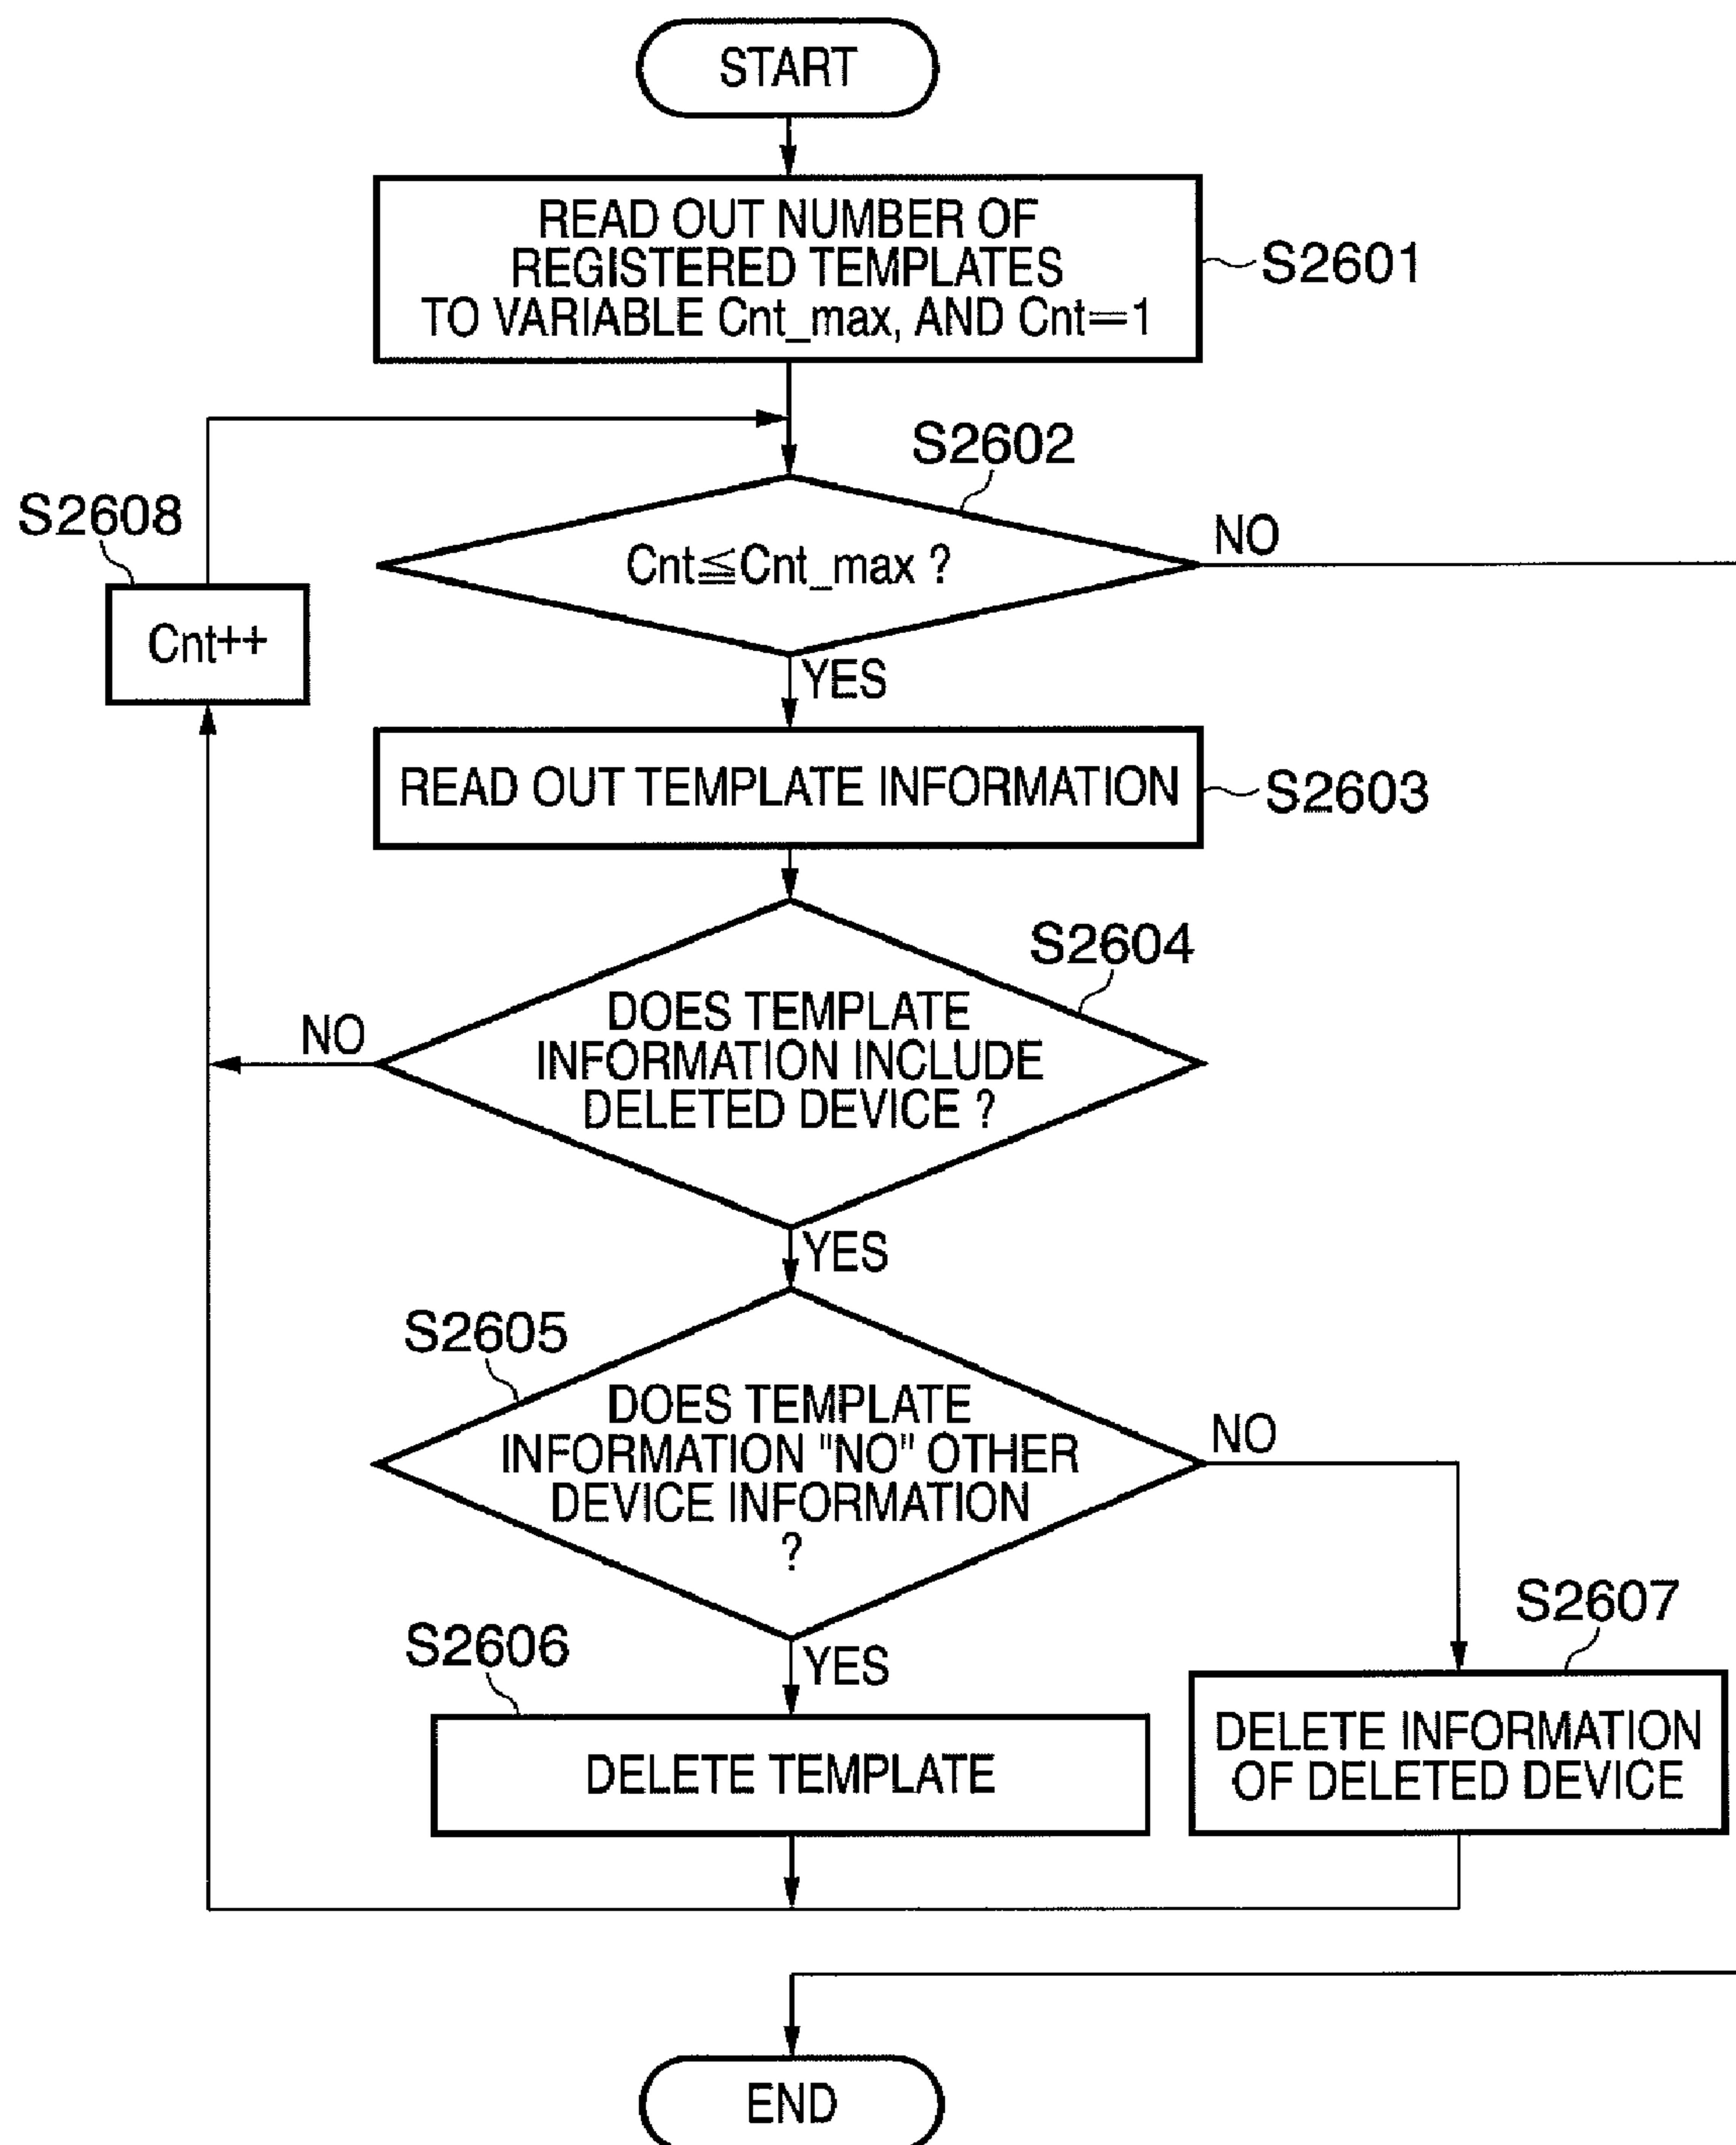 START
READ OUT NUMBER OF
REGISTERED TEMPLATES
TO VARIABLE Cnt_max, AND Cnt=1
S2601
S2602
S2608
Cnt≦Cnt_max ?
NO
Cnt++
YES
READ OUT TEMPLATE INFORMATION
S2603
S2604
DOES TEMPLATE
INFORMATION INCLUDE
DELETED DEVICE ?
NO
YES
S2605
DOES TEMPLATE
INFORMATION "NO" OTHER
DEVICE INFORMATION
?
NO
S2607
S2606
YES
DELETE TEMPLATE
DELETE INFORMATION
OF DELETED DEVICE
END